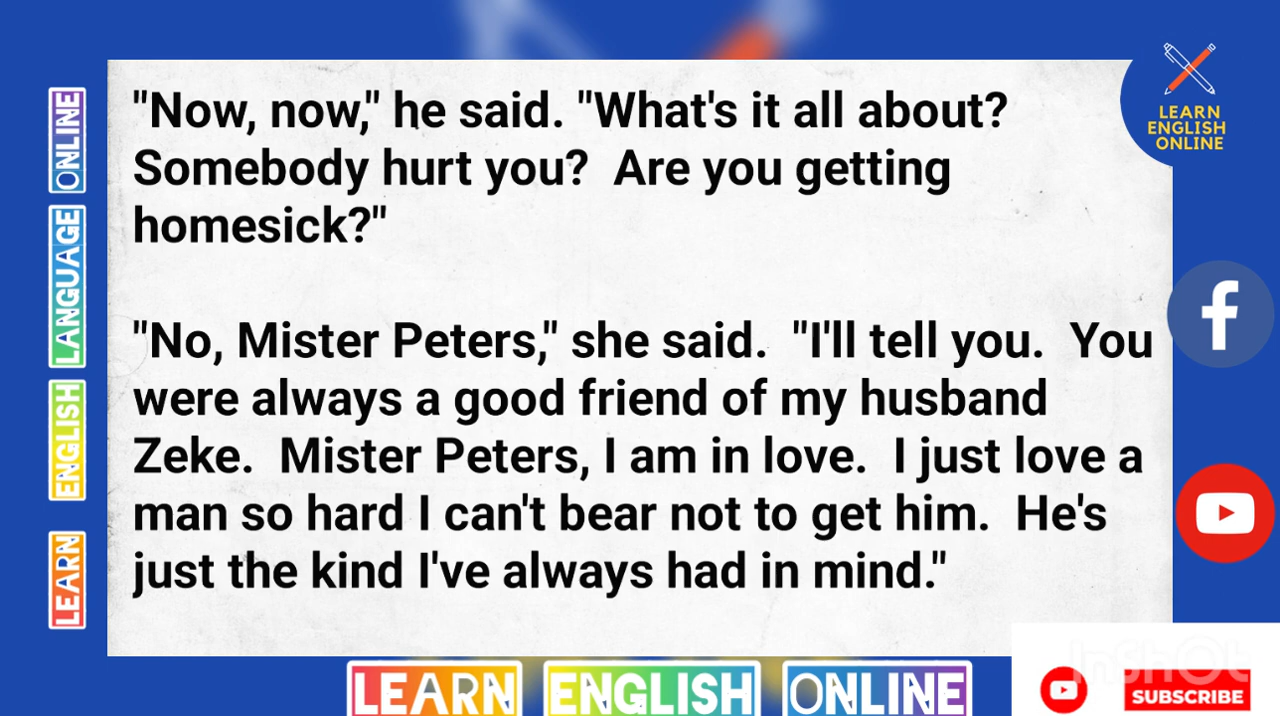 "Now, now," he said. "What's it all about?
Somebody hurt you?  Are you getting
homesick?"
"No, Mister Peters," she said.  "I'll tell you.  You
were always a good friend of my husband
Zeke.  Mister Peters, I am in love.  I just love a
man so hard I can't bear not to get him.  He's
just the kind I've always had in mind."
LEARN
ENGLISH
ONLINE
LEARN ENGLISH LANGUAGE ONLINE
f
LEARN ENGLISH ONLINE
InShOt
SUBSCRIBE